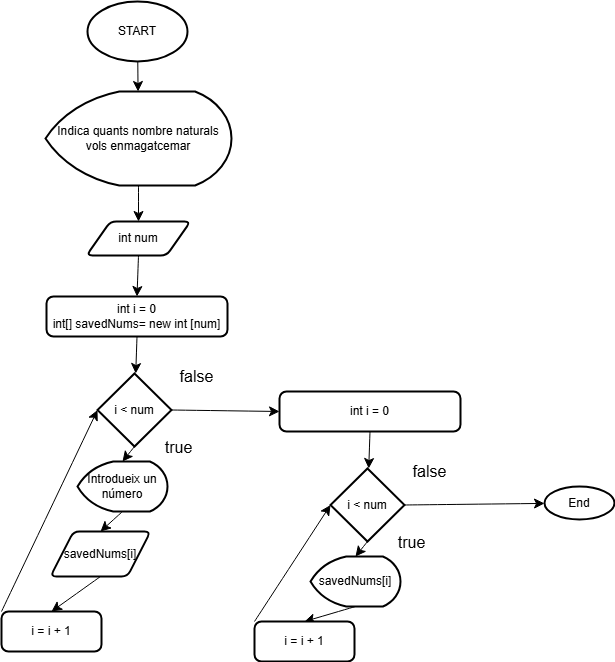 START
Indica quants nombre naturals
vols enmagatcemar
int num
int i = 0
int[] savedNums= new int [num]
false
i < num
int i = 0
true
false
Introdueix un
número
i < num
End
true
savedNums[i]
savedNums[i]
i = i + 1
i = i + 1